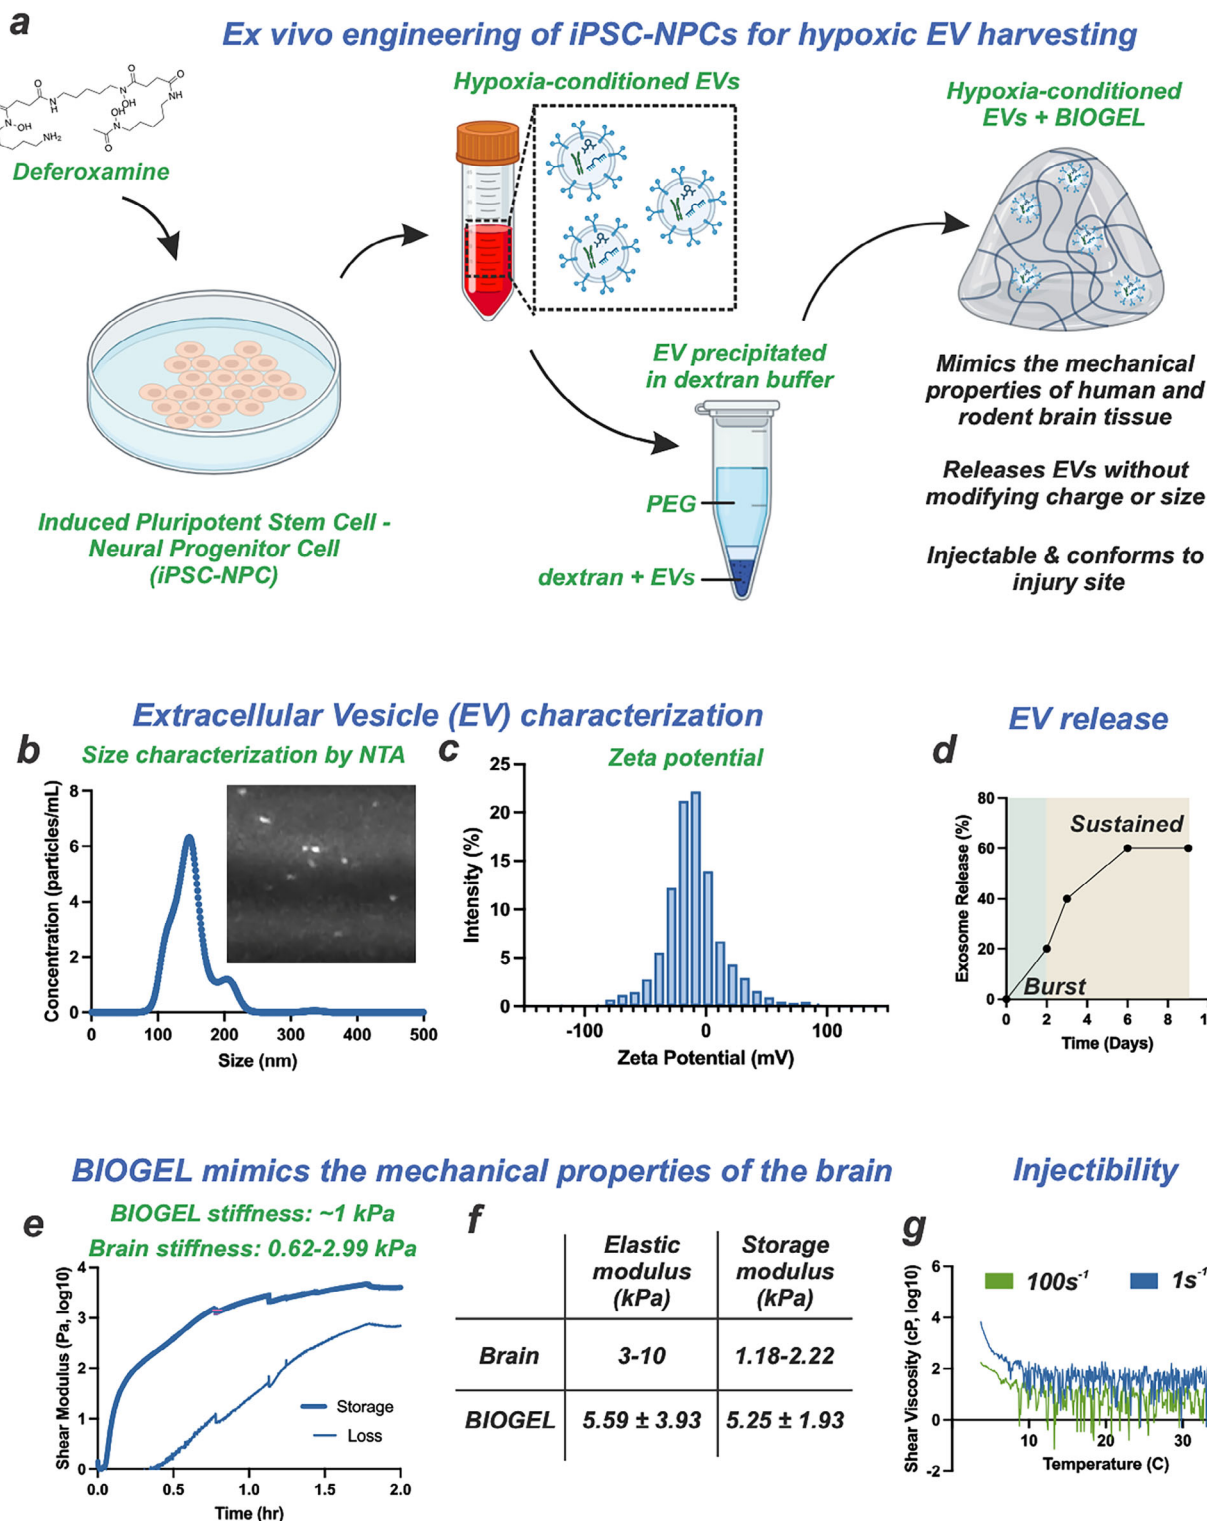 a
Ex vivo engineering of iPSC-NPCs for hypoxic EV harvesting
Deferoxamine
Induced Pluripotent Stem Cell -
Neural Progenitor Cell
(iPSC-NPC)
Hypoxia-conditioned EVs
EV precipitated
in dextran buffer
PEG
dextran + EVs
Hypoxia-conditioned
EVs + BIOGEL
Mimics the mechanical
properties of human and
rodent brain tissue
Releases EVs without
modifying charge or size
Injectable & conforms to
injury site
Extracellular Vesicle (EV) characterization
b
Size characterization by NTA
Concentration (particles/mL)
8
6
4
2
0
0 100 200 300 400 500
Size (nm)
c
Zeta potential
Intensity (%)
25
20
15
10
5
0
-100 0 100
Zeta Potential (mV)
EV release
d
Exosome Release (%)
80
60
40
20
0
Sustained
Burst
0 2 4 6 8
Time (Days)
BIOGEL mimics the mechanical properties of the brain
e
BIOGEL stiffness: ~1 kPa
Brain stiffness: 0.62-2.99 kPa
Shear Modulus (Pa, log10)
4
3
2
1
0
Storage
Loss
0.0 0.5 1.0 1.5 2.0
Time (hr)
f
Elastic modulus (kPa) Storage modulus (kPa)
Brain 3-10 1.18-2.22
BIOGEL 5.59 ± 3.93 5.25 ± 1.93
Injectibility
g
Shear Viscosity (cP, log10)
6
4
2
0
-2
100s⁻¹ 1s⁻¹
10 20 30
Temperature (C)